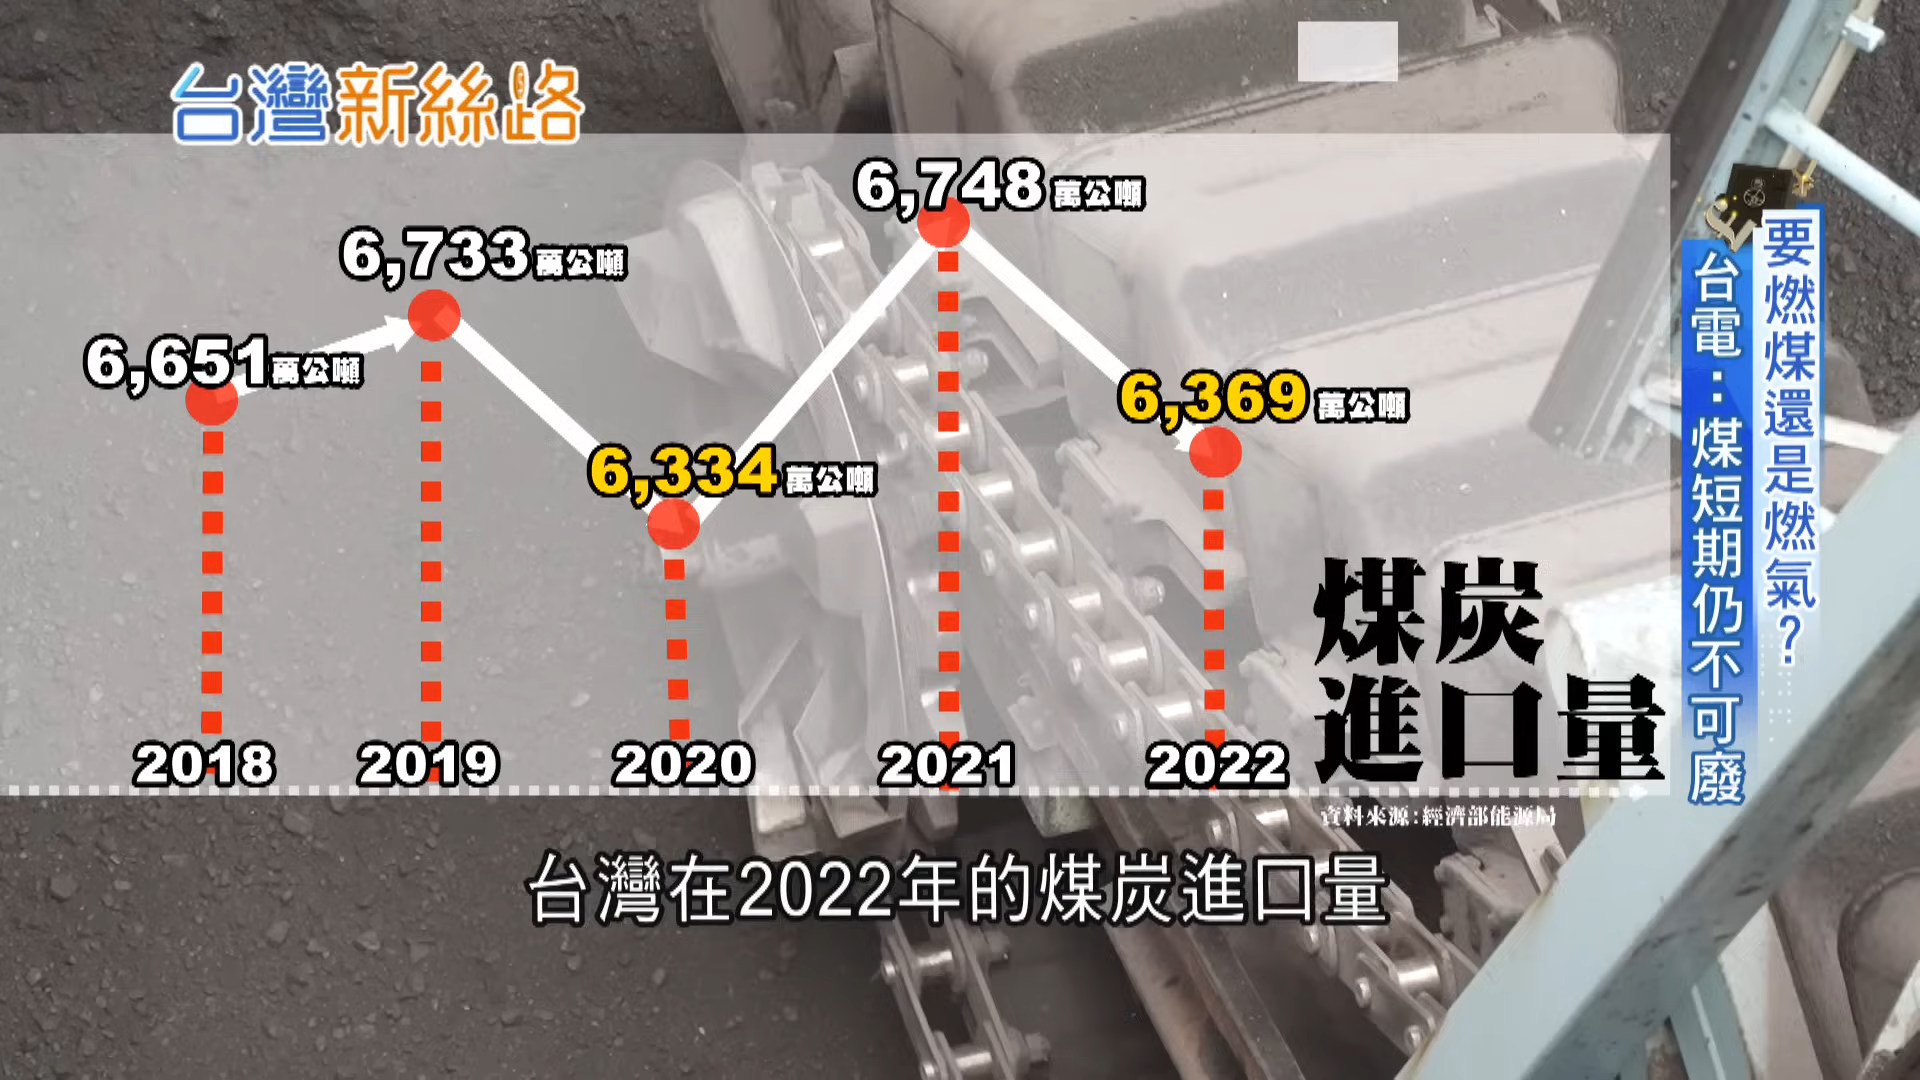 台灣新絲路
6,651萬公噸
6,733萬公噸
6,334萬公噸
6,748萬公噸
6,369萬公噸
2018
2019
2020
2021
2022
煤炭
進口量
資料來源:經濟部能源局
要燃煤還是燃氣?
台電:煤短期仍不可廢
台灣在2022年的煤炭進口量